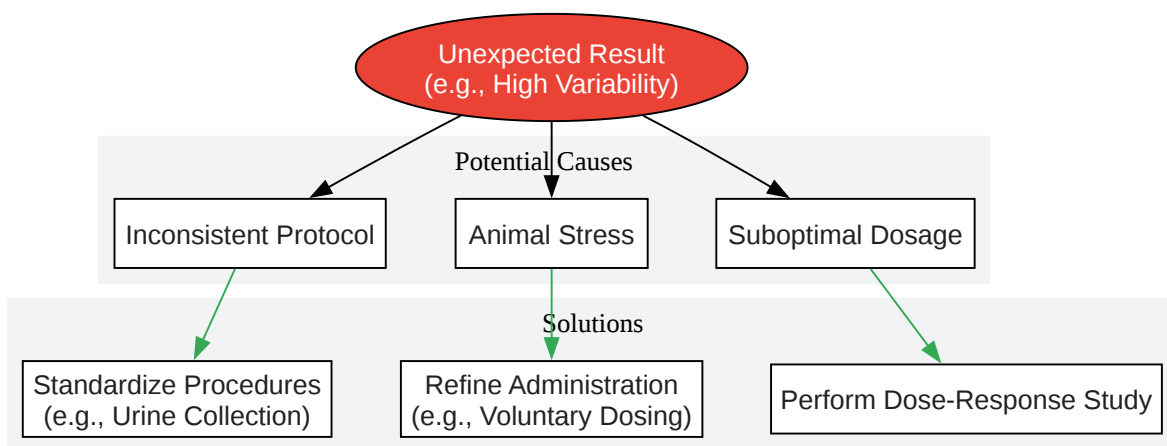 Unexpected Result
(e.g., High Variability)
Potential Causes
Inconsistent Protocol
Animal Stress
Suboptimal Dosage
Solutions
Standardize Procedures
(e.g., Urine Collection)
Refine Administration
(e.g., Voluntary Dosing)
Perform Dose-Response Study